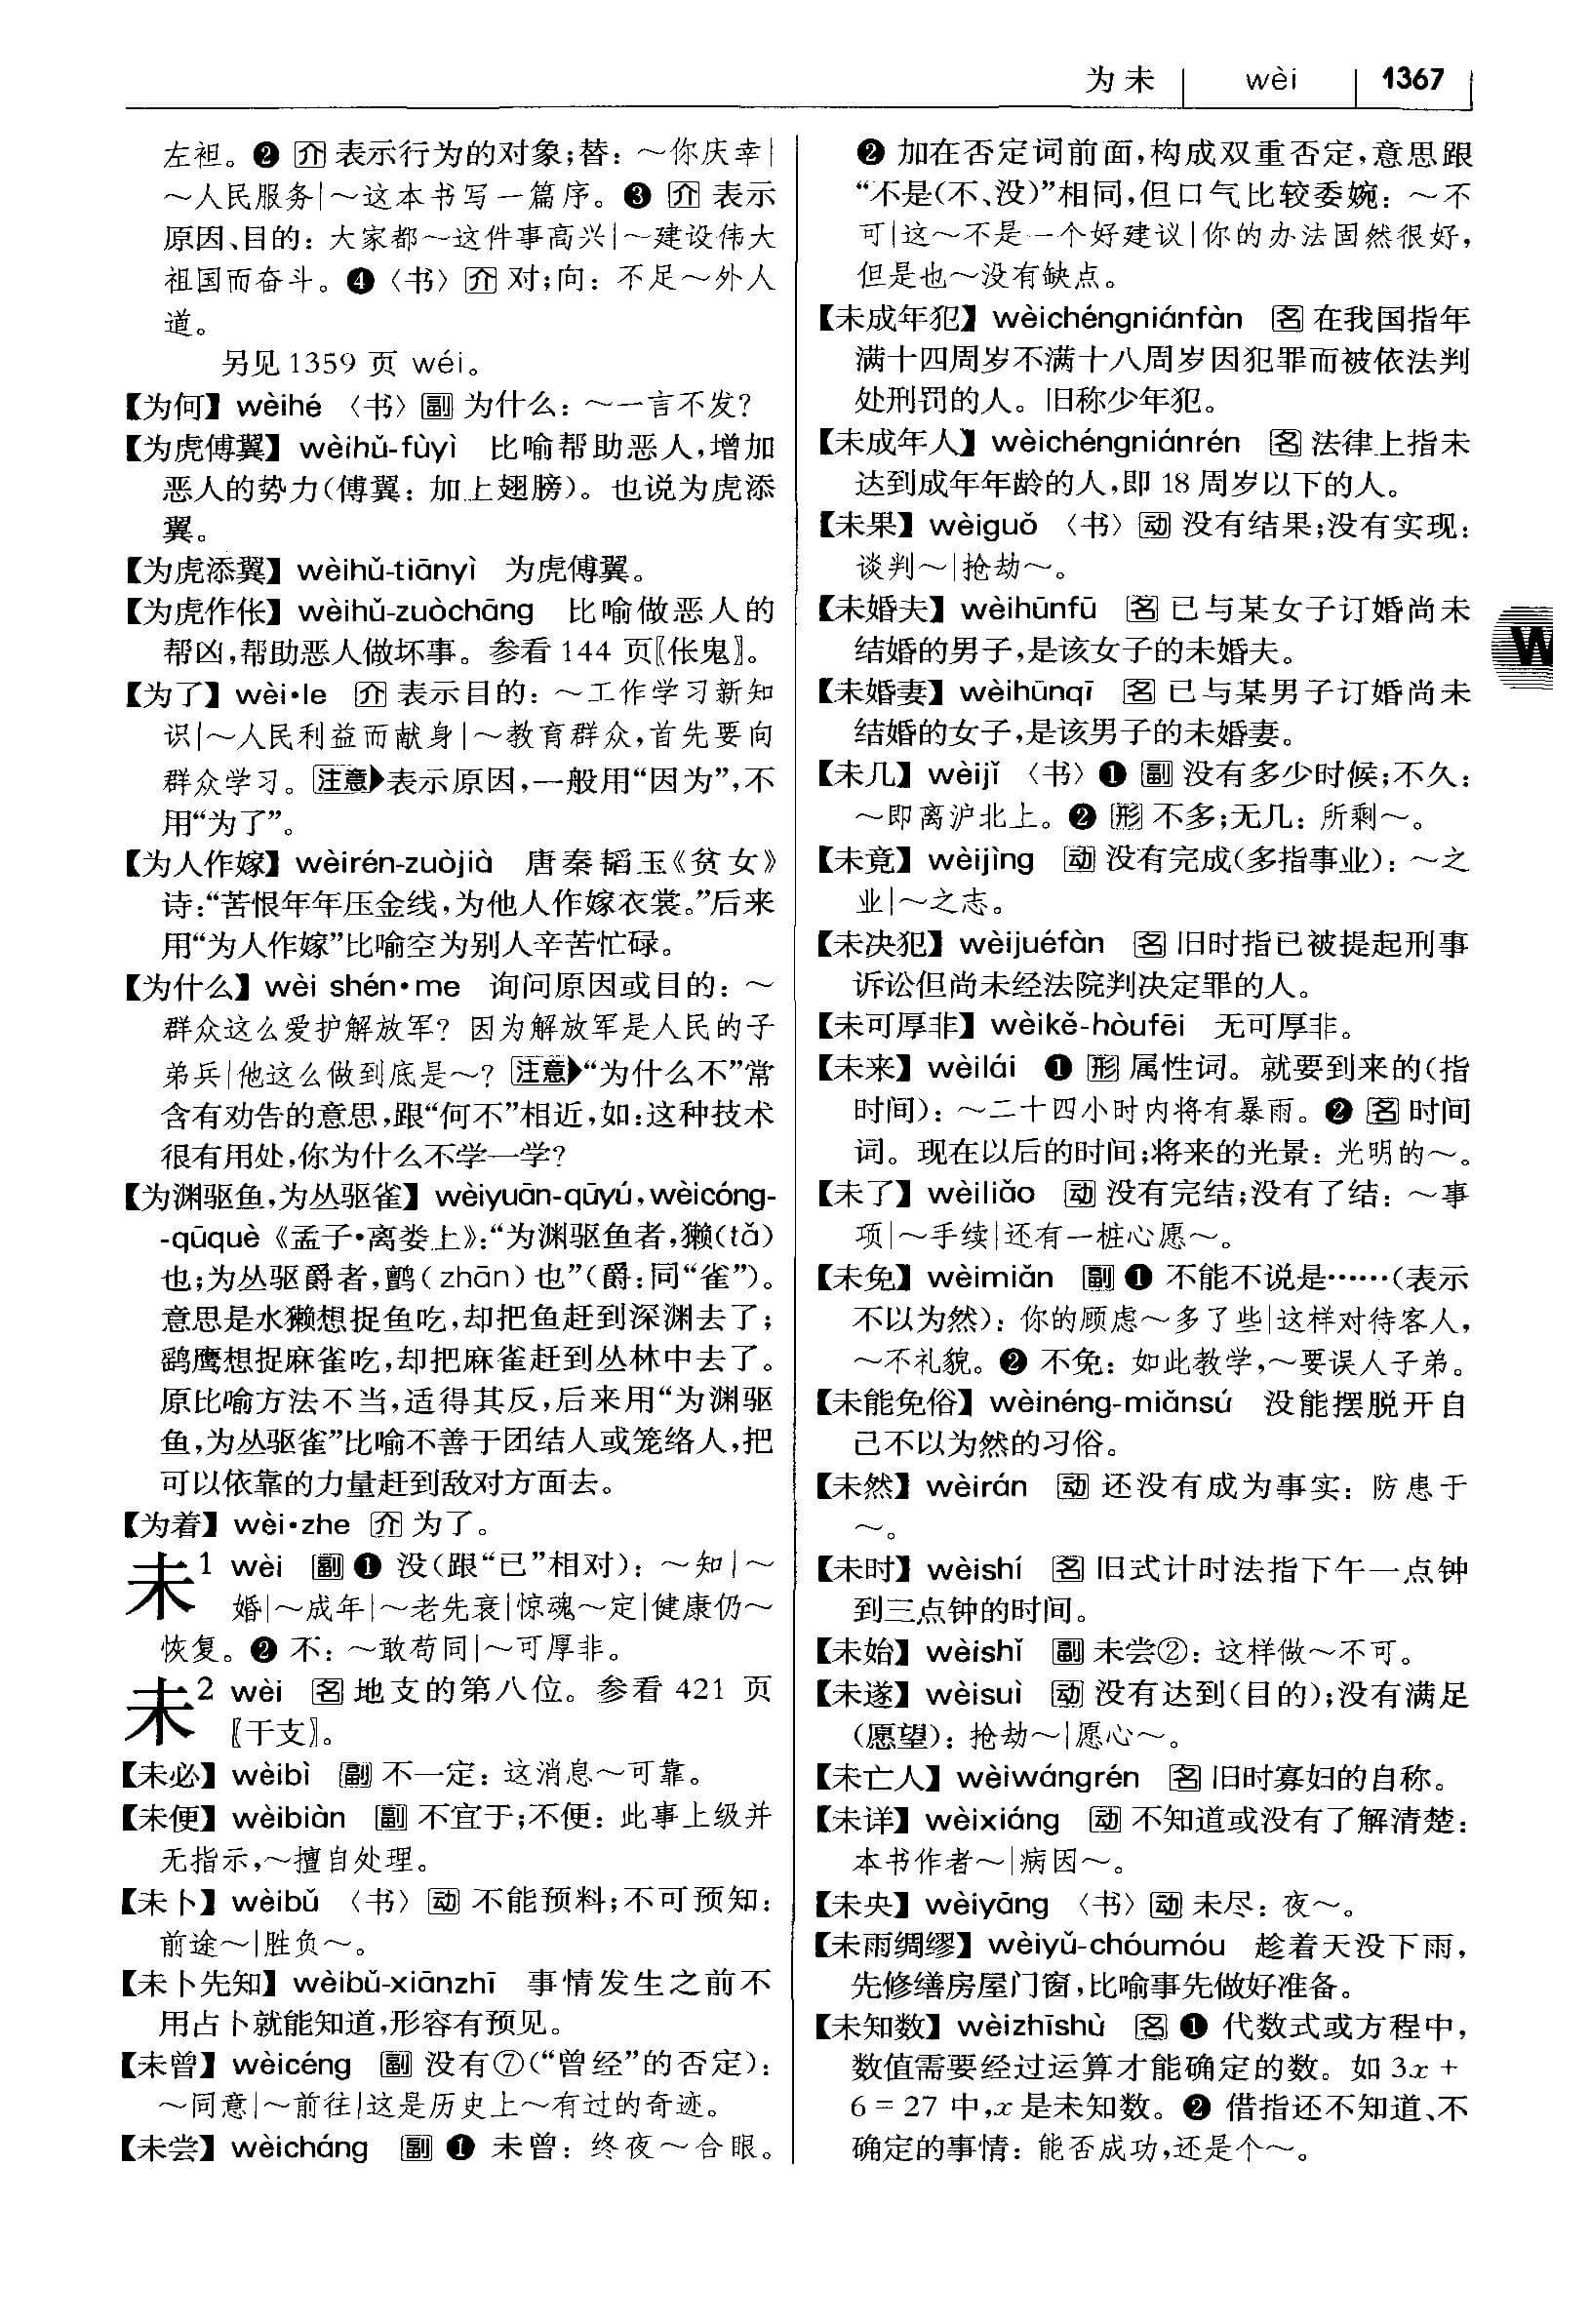 为未 wèi 1367
左袒。❷ 介 表示行为的对象;替：～你庆幸|
～人民服务|～这本书写一篇序。❸ 介 表示
原因、目的：大家都～这件事高兴|～建设伟大
祖国而奋斗。❹〈书〉介 对;向：不足～外人
道。
另见1359 页 wéi。
【为何】wèihé 〈书〉副 为什么：～一言不发?
【为虎傅翼】wèihǔ-fùyì 比喻帮助恶人,增加
恶人的势力(傅翼：加上翅膀)。也说为虎添
翼。
【为虎添翼】wèihǔ-tiānyì 为虎傅翼。
【为虎作伥】wèihǔ-zuòchāng 比喻做恶人的
帮凶,帮助恶人做坏事。参看 144 页〖伥鬼〗。
【为了】wèi•le 介 表示目的：～工作学习新知
识|～人民利益而献身|～教育群众,首先要向
群众学习。注意▶表示原因,一般用“因为”,不
用“为了”。
【为人作嫁】wèirén-zuòjià 唐秦韬玉《贫女》
诗:“苦恨年年压金线,为他人作嫁衣裳。”后来
用“为人作嫁”比喻空为别人辛苦忙碌。
【为什么】wèi shén•me 询问原因或目的：～
群众这么爱护解放军? 因为解放军是人民的子
弟兵|他这么做到底是～? 注意▶“为什么不”常
含有劝告的意思,跟“何不”相近,如:这种技术
很有用处,你为什么不学一学?
【为渊驱鱼,为丛驱雀】wèiyuān-qūyú,wèicóng-
-qūquè《孟子•离娄上》:“为渊驱鱼者,獭(tǎ)
也;为丛驱爵者,鹯(zhān)也”(爵:同“雀”)。
意思是水獭想捉鱼吃,却把鱼赶到深渊去了;
鹞鹰想捉麻雀吃,却把麻雀赶到丛林中去了。
原比喻方法不当,适得其反,后来用“为渊驱
鱼,为丛驱雀”比喻不善于团结人或笼络人,把
可以依靠的力量赶到敌对方面去。
【为着】wèi•zhe 介 为了。
未1 wèi 副 ❶ 没(跟“已”相对)：～知|～
婚|～成年|～老先衰|惊魂～定|健康仍～
恢复。❷ 不：～敢苟同|～可厚非。
未2 wèi 名 地支的第八位。参看 421 页
〖干支〗。
【未必】wèibì 副 不一定：这消息～可靠。
【未便】wèibiàn 副 不宜于;不便：此事上级并
无指示,～擅自处理。
【未卜】wèibǔ 〈书〉动 不能预料;不可预知：
前途～|胜负～。
【未卜先知】wèibǔ-xiānzhī 事情发生之前不
用占卜就能知道,形容有预见。
【未曾】wèicéng 副 没有⑦(“曾经”的否定)：
～同意|～前往|这是历史上～有过的奇迹。
【未尝】wèicháng 副 ❶ 未曾：终夜～合眼。
❷ 加在否定词前面,构成双重否定,意思跟
“不是(不、没)”相同,但口气比较委婉：～不
可|这～不是一个好建议|你的办法固然很好,
但是也～没有缺点。
【未成年犯】wèichéngniánfàn 名 在我国指年
满十四周岁不满十八周岁因犯罪而被依法判
处刑罚的人。旧称少年犯。
【未成年人】wèichéngniánrén 名 法律上指未
达到成年年龄的人,即 18 周岁以下的人。
【未果】wèiguǒ 〈书〉动 没有结果;没有实现：
谈判～|抢劫～。
【未婚夫】wèihūnfū 名 已与某女子订婚尚未
结婚的男子,是该女子的未婚夫。
【未婚妻】wèihūnqī 名 已与某男子订婚尚未
结婚的女子,是该男子的未婚妻。
W
【未几】wèijǐ 〈书〉❶ 副 没有多少时候;不久：
～即离沪北上。❷ 形 不多;无几：所剩～。
【未竟】wèijìng 动 没有完成(多指事业)：～之
业|～之志。
【未决犯】wèijuéfàn 名 旧时指已被提起刑事
诉讼但尚未经法院判决定罪的人。
【未可厚非】wèikě-hòufēi 无可厚非。
【未来】wèilái ❶ 形 属性词。就要到来的(指
时间)：～二十四小时内将有暴雨。❷ 名 时间
词。现在以后的时间;将来的光景：光明的～。
【未了】wèiliǎo 动 没有完结;没有了结：～事
项|～手续|还有一桩心愿～。
【未免】wèimiǎn 副 ❶ 不能不说是……(表示
不以为然)：你的顾虑～多了些|这样对待客人,
～不礼貌。❷ 不免：如此教学,～要误人子弟。
【未能免俗】wèinéng-miǎnsú 没能摆脱开自
己不以为然的习俗。
【未然】wèirán 动 还没有成为事实：防患于
～。
【未时】wèishí 名 旧式计时法指下午一点钟
到三点钟的时间。
【未始】wèishǐ 副 未尝②：这样做～不可。
【未遂】wèisuì 动 没有达到(目的);没有满足
(愿望)：抢劫～|愿心～。
【未亡人】wèiwángrén 名 旧时寡妇的自称。
【未详】wèixiáng 动 不知道或没有了解清楚：
本书作者～|病因～。
【未央】wèiyāng 〈书〉动 未尽：夜～。
【未雨绸缪】wèiyǔ-chóumóu 趁着天没下雨,
先修缮房屋门窗,比喻事先做好准备。
【未知数】wèizhīshù 名 ❶ 代数式或方程中,
数值需要经过运算才能确定的数。如 3x +
6 = 27 中,x 是未知数。❷ 借指还不知道、不
确定的事情：能否成功,还是个～。